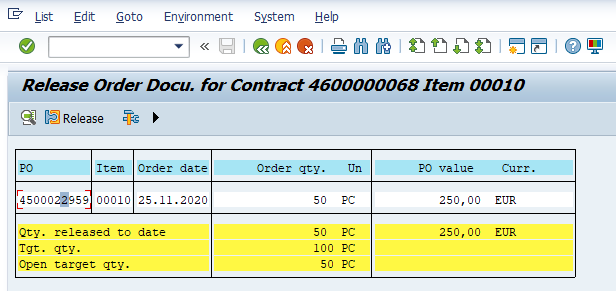 List Edit Goto Environment System Help
Release Order Docu. for Contract 4600000068 Item 00010
Release
PO Item Order date Order qty. Un PO value Curr.
4500022959 00010 25.11.2020 50 PC 250,00 EUR
Qty. released to date 50 PC 250,00 EUR
Tgt. qty. 100 PC
Open target qty. 50 PC